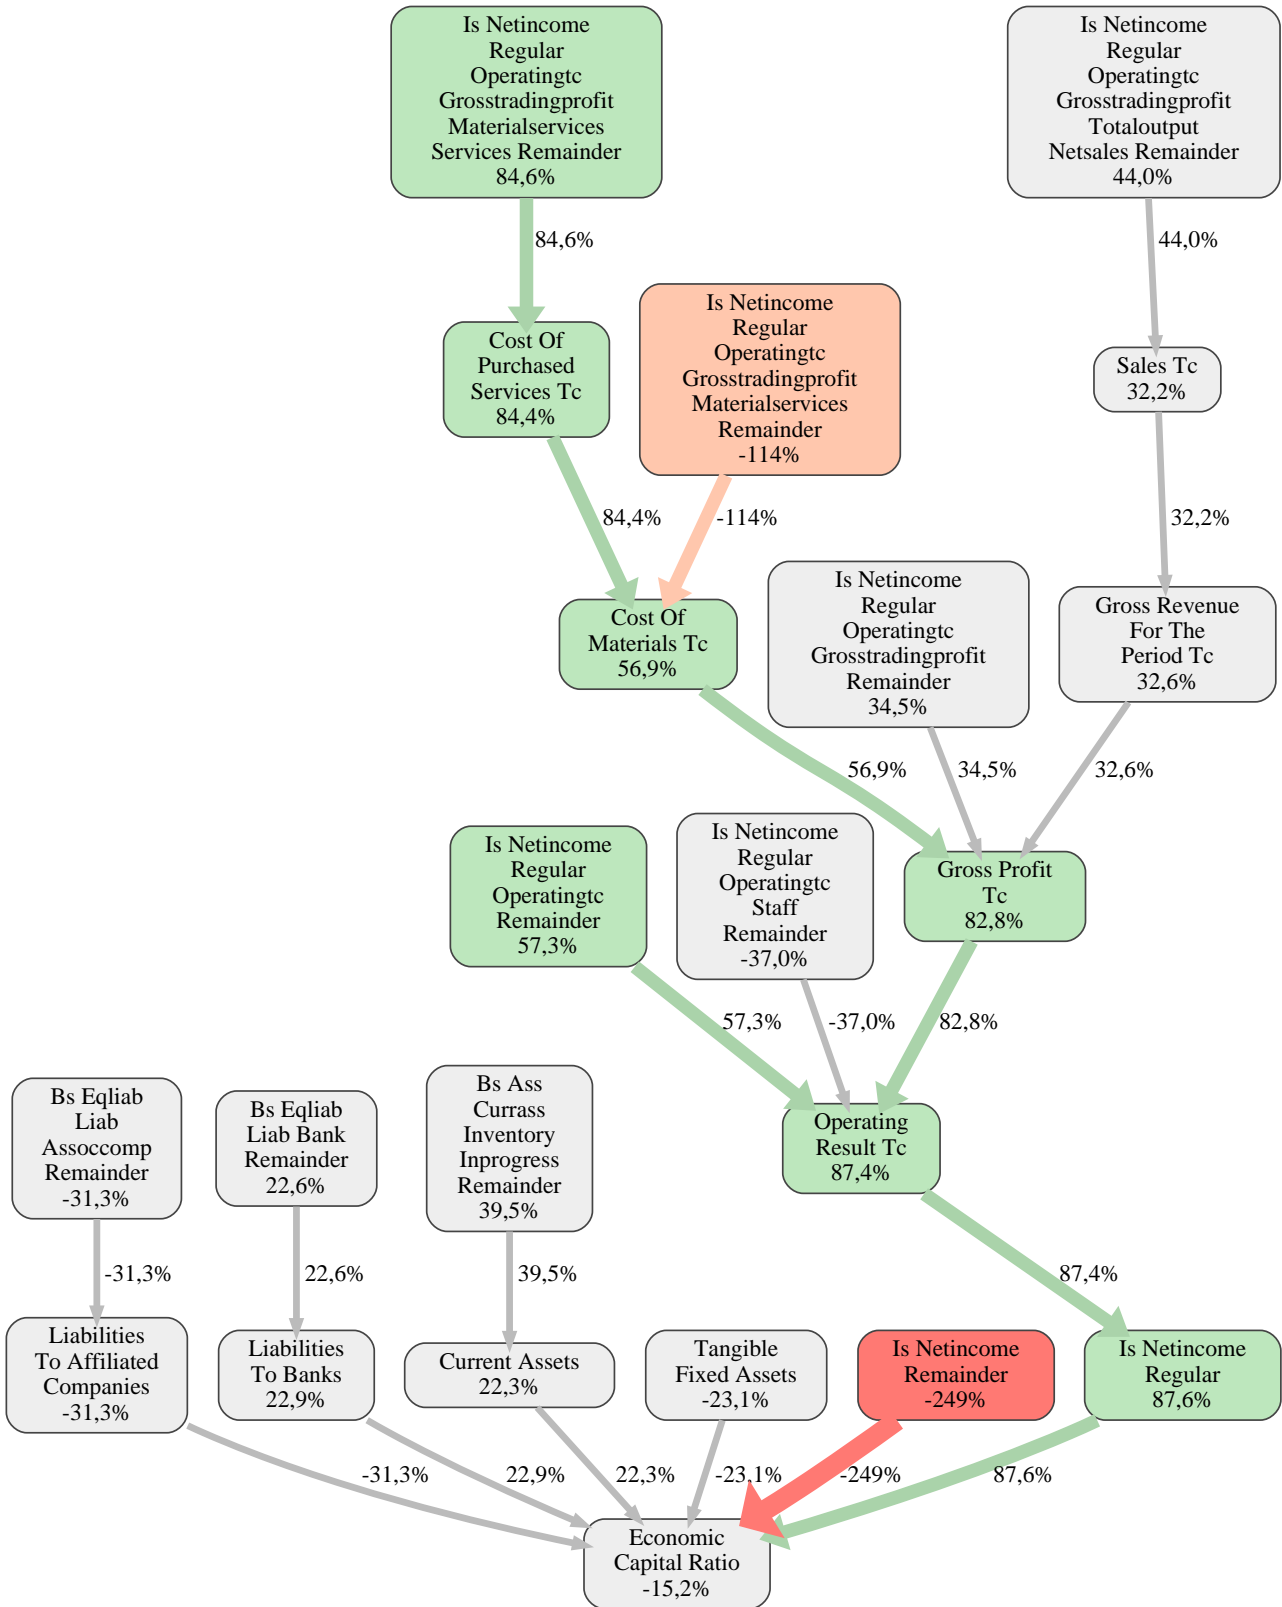 Is Netincome
Regular
Operatingtc
Grosstradingprofit
Materialservices
Services Remainder
84,6%
Is Netincome
Regular
Operatingtc
Grosstradingprofit
Totaloutput
Netsales Remainder
44,0%
84,6%
44,0%
Cost Of
Purchased
Services Tc
84,4%
Is Netincome
Regular
Operatingtc
Grosstradingprofit
Materialservices
Remainder
-114%
Sales Tc
32,2%
84,4%
-114%
32,2%
Cost Of
Materials Tc
56,9%
Is Netincome
Regular
Operatingtc
Grosstradingprofit
Remainder
34,5%
Gross Revenue
For The
Period Tc
32,6%
56,9%
34,5%
32,6%
Is Netincome
Regular
Operatingtc
Remainder
57,3%
Is Netincome
Regular
Operatingtc
Staff
Remainder
-37,0%
Gross Profit
Tc
82,8%
57,3%
-37,0%
82,8%
Bs Eqliab
Liab
Assoccomp
Remainder
-31,3%
Bs Eqliab
Liab Bank
Remainder
22,6%
Bs Ass
Currass
Inventory
Inprogress
Remainder
39,5%
Operating
Result Tc
87,4%
-31,3%
22,6%
39,5%
87,4%
Liabilities
To Affiliated
Companies
-31,3%
Liabilities
To Banks
22,9%
Current Assets
22,3%
Tangible
Fixed Assets
-23,1%
Is Netincome
Remainder
-249%
Is Netincome
Regular
87,6%
-31,3%
22,9%
22,3%
-23,1%
-249%
87,6%
Economic
Capital Ratio
-15,2%